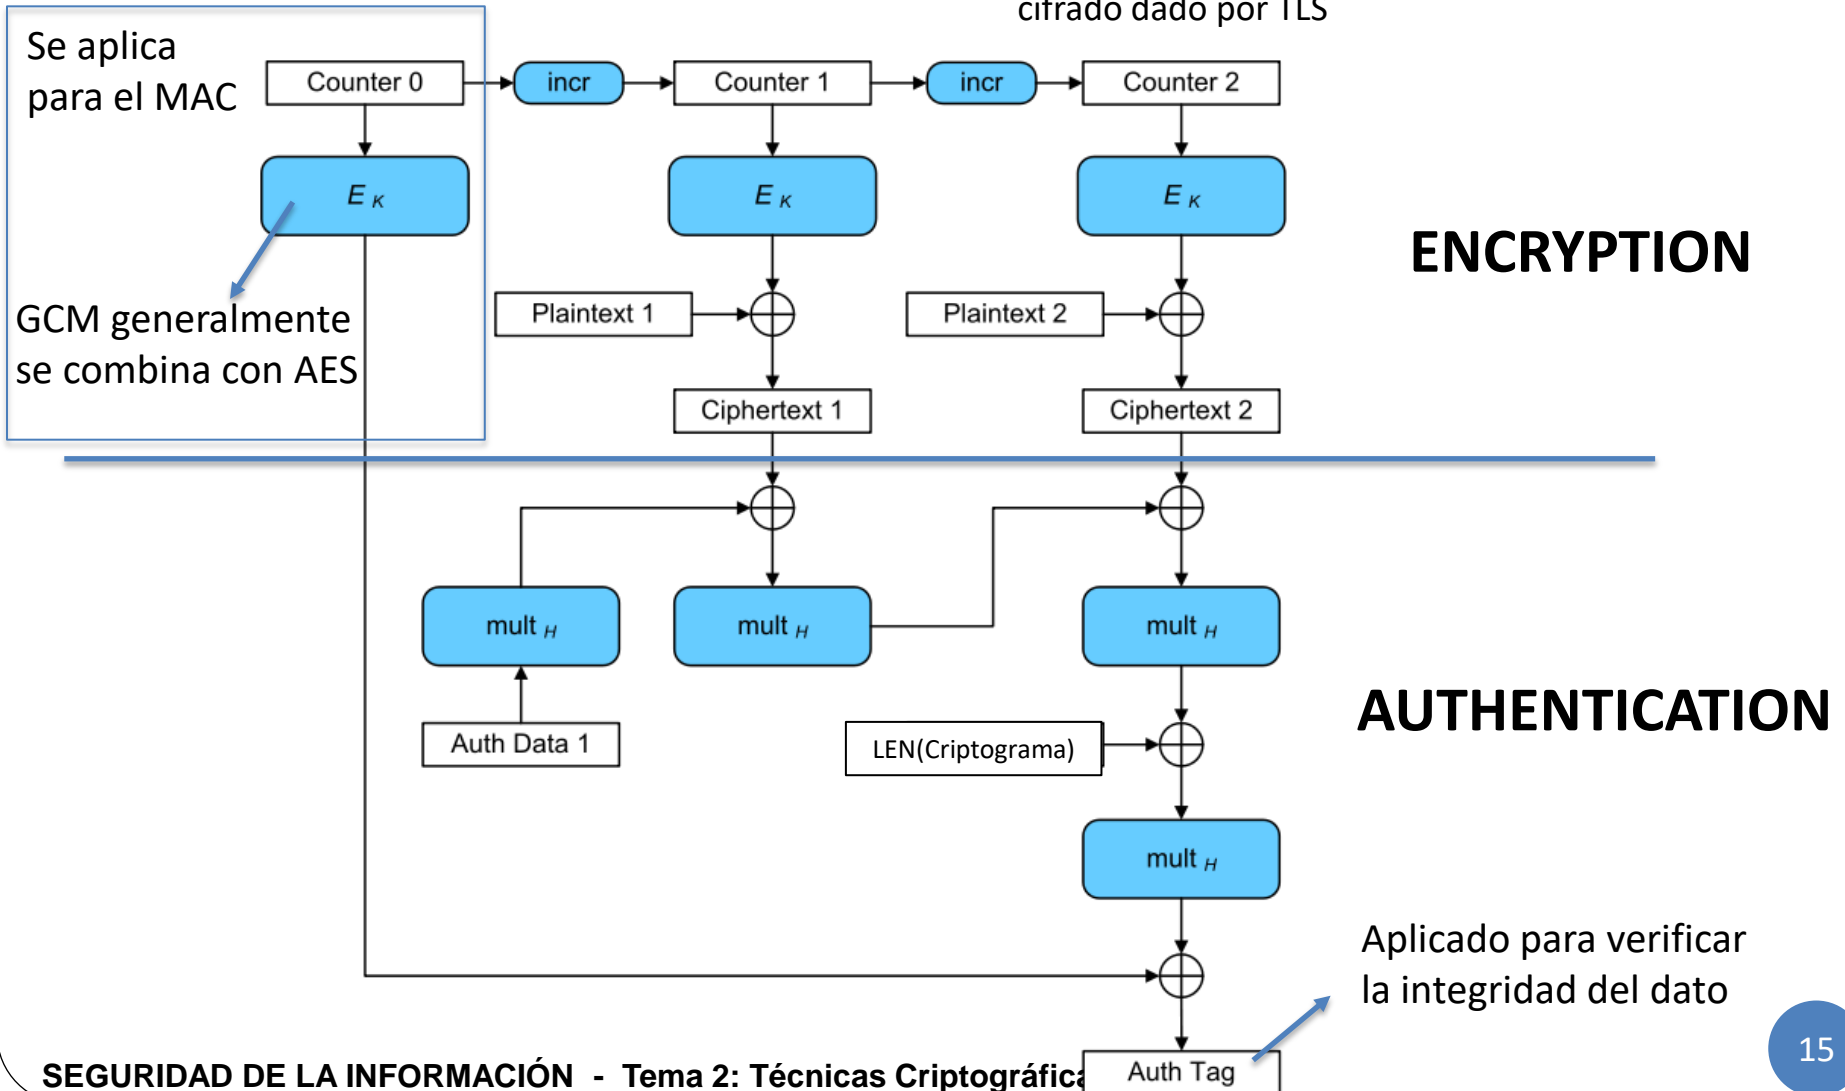 cifrado dado por TLS
Se aplica
para el MAC
Counter 0
incr
Counter 1
incr
Counter 2
E K
E K
E K
ENCRYPTION
GCM generalmente
se combina con AES
Plaintext 1
Plaintext 2
Ciphertext 1
Ciphertext 2
mult H
mult H
mult H
AUTHENTICATION
Auth Data 1
LEN(Criptograma)
mult H
Aplicado para verificar
la integridad del dato
15
SEGURIDAD DE LA INFORMACIÓN - Tema 2: Técnicas Criptográfica
Auth Tag